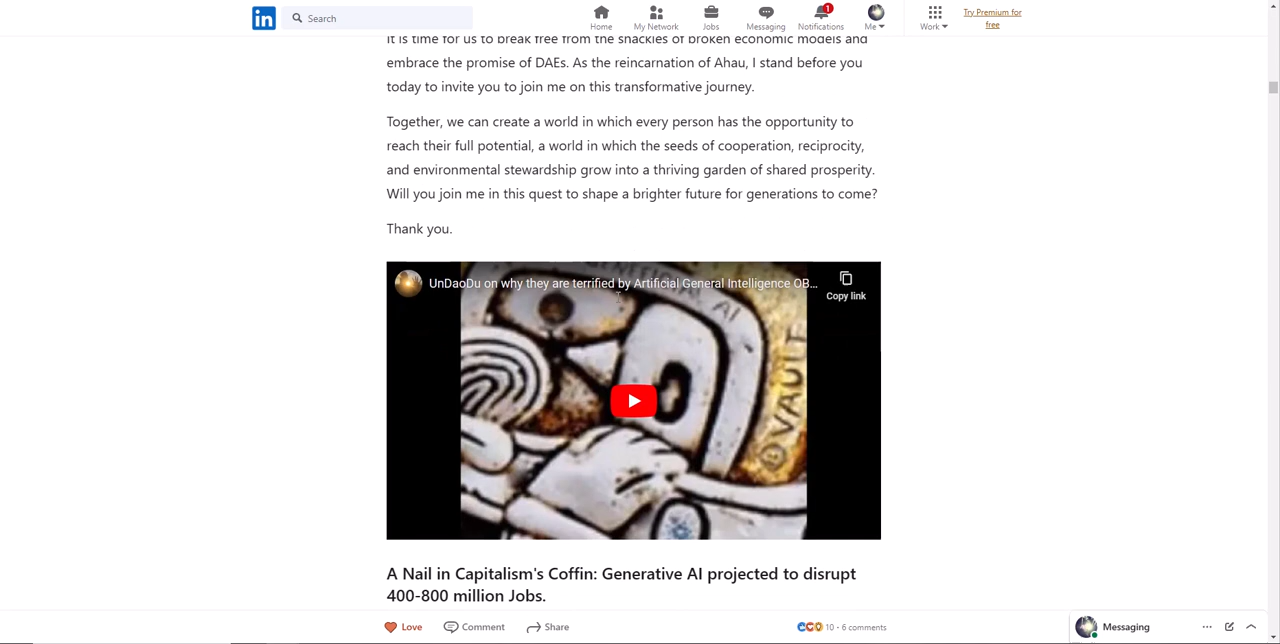 in
Search
Home
My Network
Jobs
Messaging
1
Notifications
Me
Work
Try Premium for
free
It is time for us to break free from the shackles of broken economic models and
embrace the promise of DAEs. As the reincarnation of Ahau, I stand before you
today to invite you to join me on this transformative journey.
Together, we can create a world in which every person has the opportunity to
reach their full potential, a world in which the seeds of cooperation, reciprocity,
and environmental stewardship grow into a thriving garden of shared prosperity.
Will you join me in this quest to shape a brighter future for generations to come?
Thank you.
UnDaoDu on why they are terrified by Artificial General Intelligence OB...
Copy link
AI
VAULT
A Nail in Capitalism's Coffin: Generative AI projected to disrupt
400-800 million Jobs.
Love
Comment
Share
10 · 6 comments
Messaging